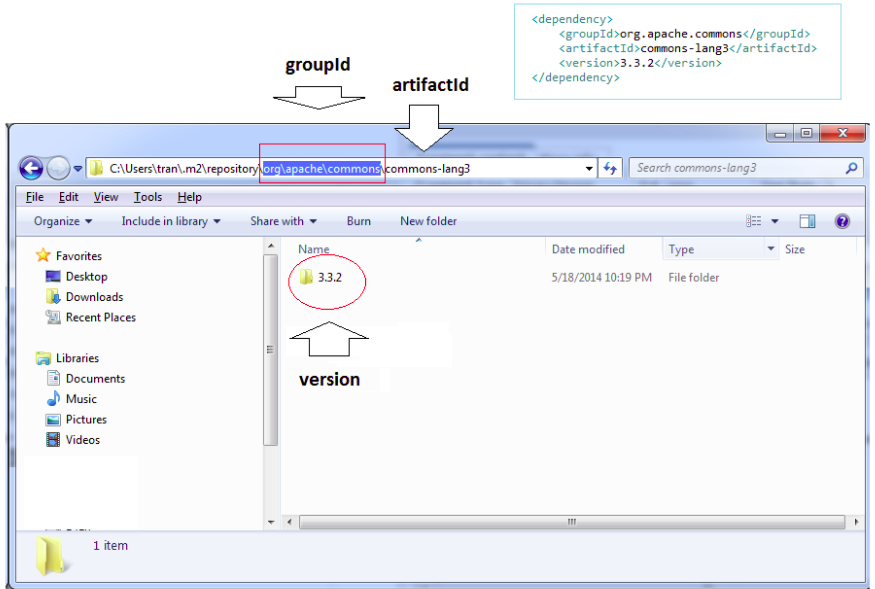 <dependency>
<groupId>org.apache.commons</groupId>
<artifactId>commons-lang3</artifactId>
<version>3.3.2</version>
</dependency>
groupId
artifactId
C:\Users\tran\.m2\repository\org\apache\commons\commons-lang3
Search commons-lang3
File Edit View Tools Help
Organize Include in library Share with Burn New folder
Name Date modified Type Size
Favorites
Desktop
Downloads
Recent Places
Libraries
Documents
Music
Pictures
Videos
3.3.2 5/18/2014 10:19 PM File folder
version
1 item